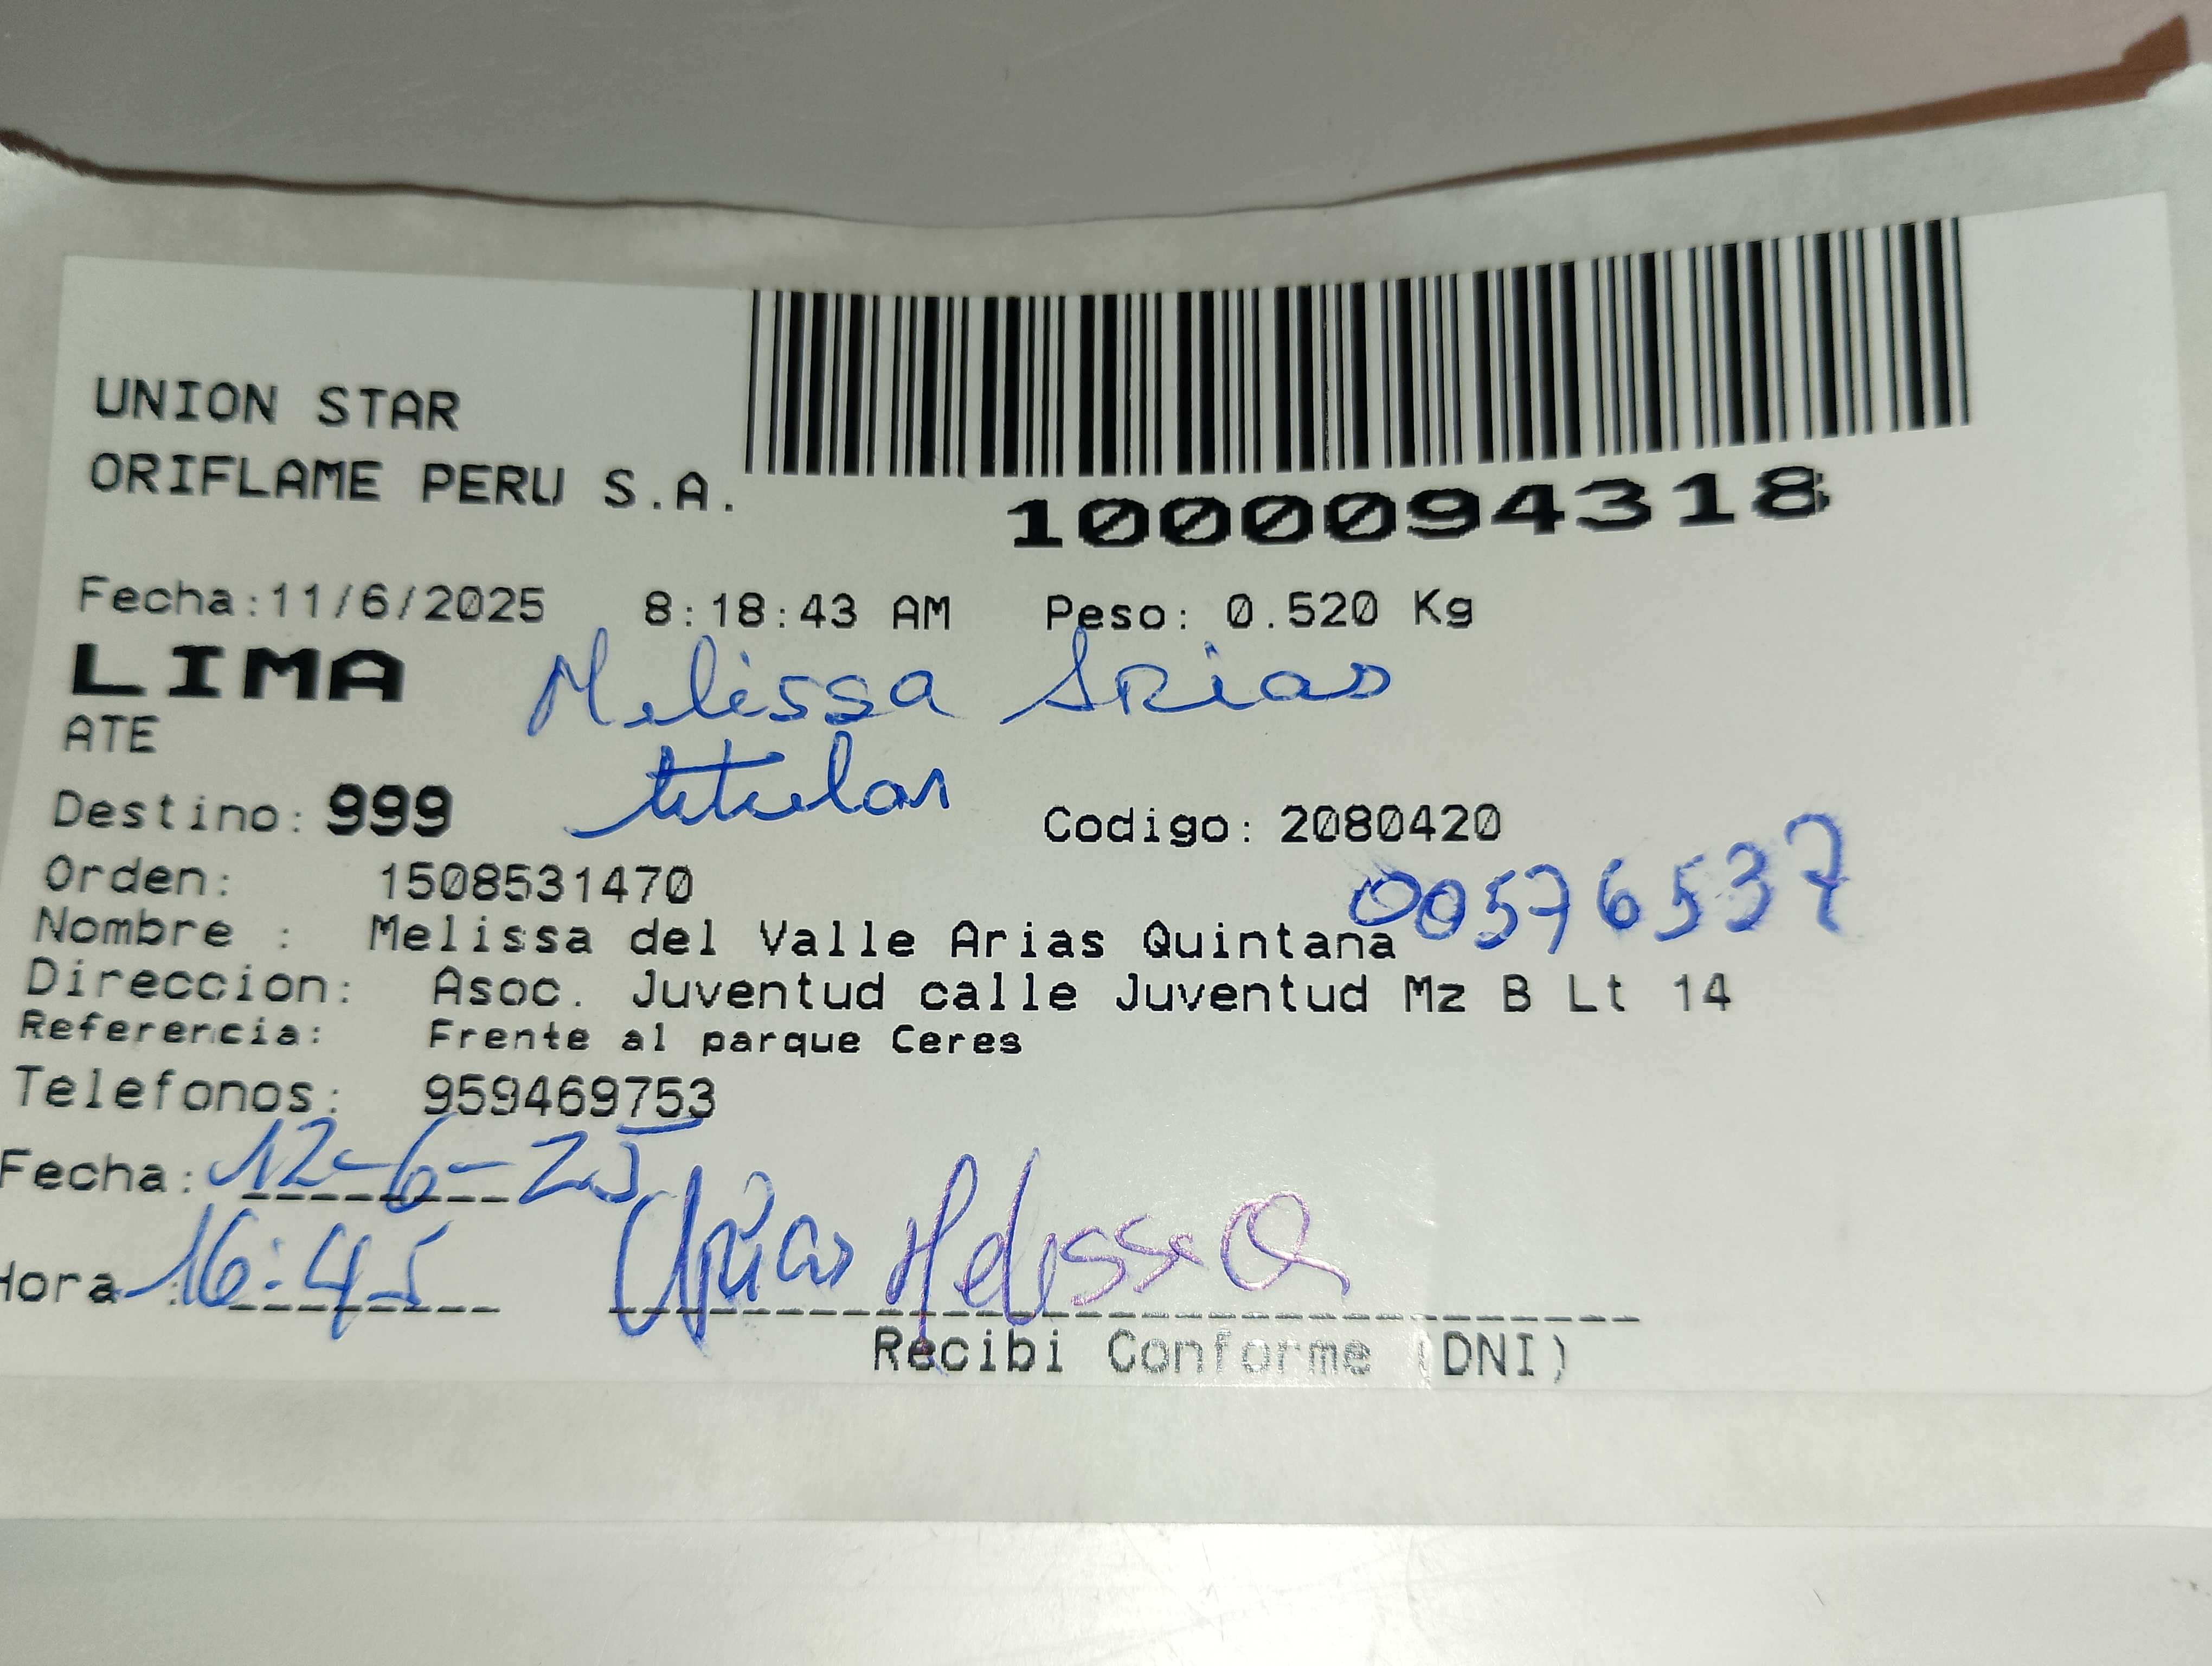 UNION STAR
ORIFLAME PERU S.A.
1000094318
Fecha:11/6/2025 8:18:43 AM Peso: 0.520 Kg
LIMA Melissa Arias
ATE titular
Destino: 999 Codigo: 2080420
Orden: 1508531470 00576537
Nombre : Melissa del Valle Arias Quintana
Direccion: Asoc. Juventud calle Juventud Mz B Lt 14
Referencia: Frente al parque Ceres
Telefonos: 959469753
Fecha: 12-6-25
Hora : 16:45 Arias Melissa
Recibi Conforme (DNI)